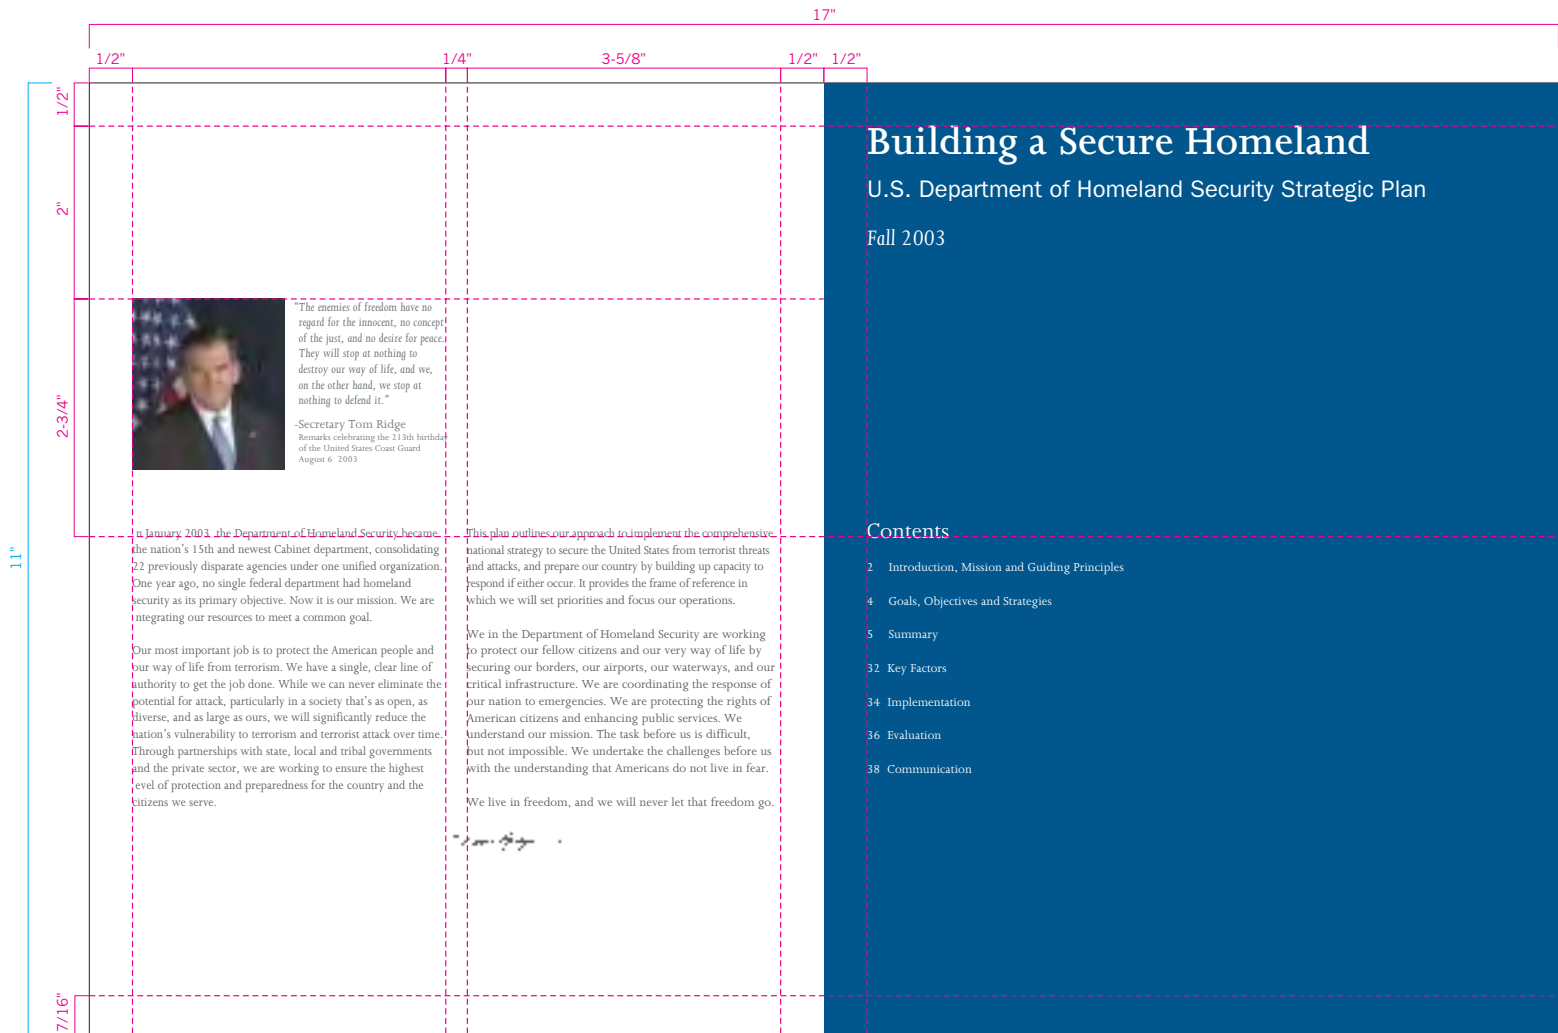 17"
1/2"
1/4"
3-5/8"
1/2"
1/2"
1/2"
2"
2-3/4"
11"
7/16"
“The enemies of freedom have no
regard for the innocent, no concept
of the just, and no desire for peace.
They will stop at nothing to
destroy our way of life, and we,
on the other hand, we stop at
nothing to defend it.”
–Secretary Tom Ridge
Remarks celebrating the 213th birthday
of the United States Coast Guard
August 6 2003
n January 2003 the Department of Homeland Security became
the nation’s 15th and newest Cabinet department, consolidating
22 previously disparate agencies under one unified organization.
One year ago, no single federal department had homeland
security as its primary objective. Now it is our mission. We are
ntegrating our resources to meet a common goal.
Our most important job is to protect the American people and
our way of life from terrorism. We have a single, clear line of
authority to get the job done. While we can never eliminate the
potential for attack, particularly in a society that’s as open, as
diverse, and as large as ours, we will significantly reduce the
nation’s vulnerability to terrorism and terrorist attack over time.
Through partnerships with state, local and tribal governments
and the private sector, we are working to ensure the highest
evel of protection and preparedness for the country and the
citizens we serve.
This plan outlines our approach to implement the comprehensive
national strategy to secure the United States from terrorist threats
and attacks, and prepare our country by building up capacity to
respond if either occur. It provides the frame of reference in
which we will set priorities and focus our operations.
We in the Department of Homeland Security are working
to protect our fellow citizens and our very way of life by
securing our borders, our airports, our waterways, and our
critical infrastructure. We are coordinating the response of
our nation to emergencies. We are protecting the rights of
American citizens and enhancing public services. We
understand our mission. The task before us is difficult,
but not impossible. We undertake the challenges before us
with the understanding that Americans do not live in fear.
We live in freedom, and we will never let that freedom go.
Building a Secure Homeland
U.S. Department of Homeland Security Strategic Plan
Fall 2003
Contents
2 Introduction, Mission and Guiding Principles
4 Goals, Objectives and Strategies
5 Summary
32 Key Factors
34 Implementation
36 Evaluation
38 Communication